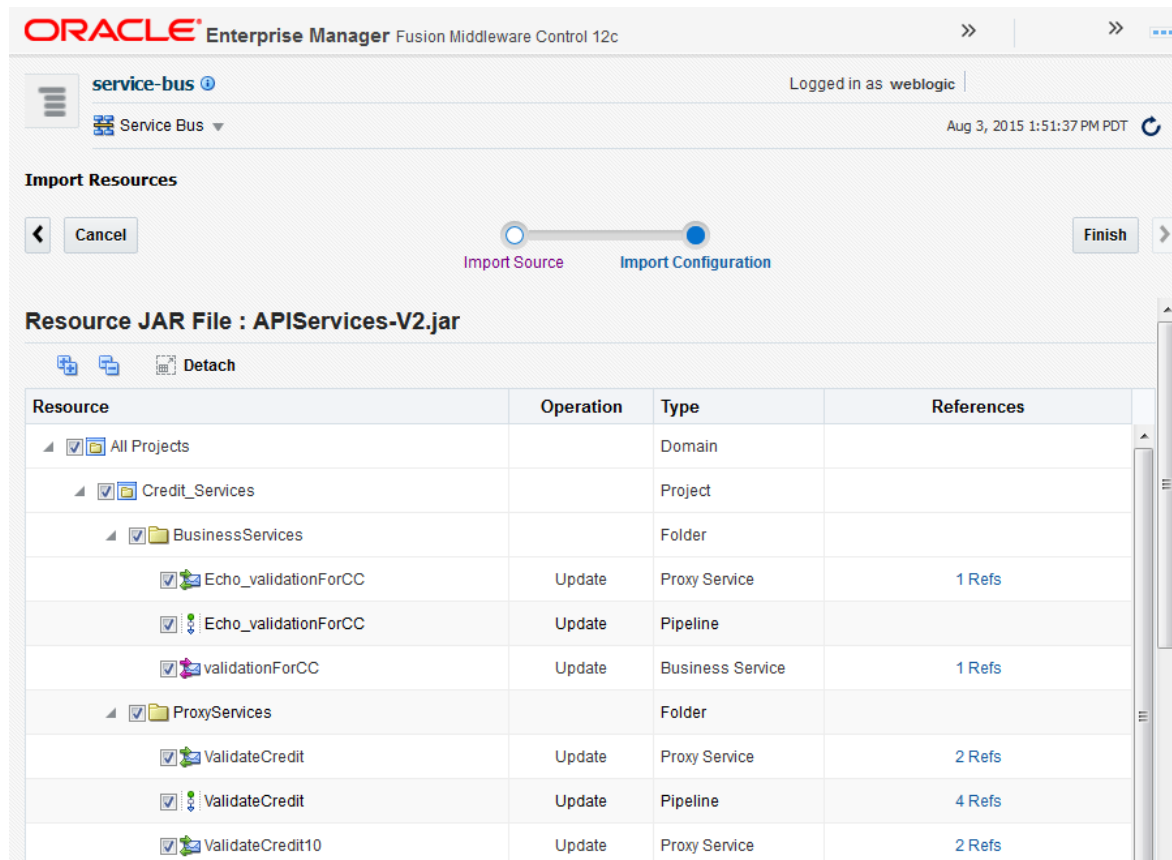 ORACLE Enterprise Manager Fusion Middleware Control 12c
service-bus
Logged in as weblogic
Service Bus
Aug 3, 2015 1:51:37 PM PDT
Import Resources
Cancel
Finish
Import Source
Import Configuration
Resource JAR File : APIServices-V2.jar
Detach
Resource Operation Type References
All Projects Domain
Credit_Services Project
BusinessServices Folder
Echo_validationForCC Update Proxy Service 1 Refs
Echo_validationForCC Update Pipeline
validationForCC Update Business Service 1 Refs
ProxyServices Folder
ValidateCredit Update Proxy Service 2 Refs
ValidateCredit Update Pipeline 4 Refs
ValidateCredit10 Update Proxy Service 2 Refs